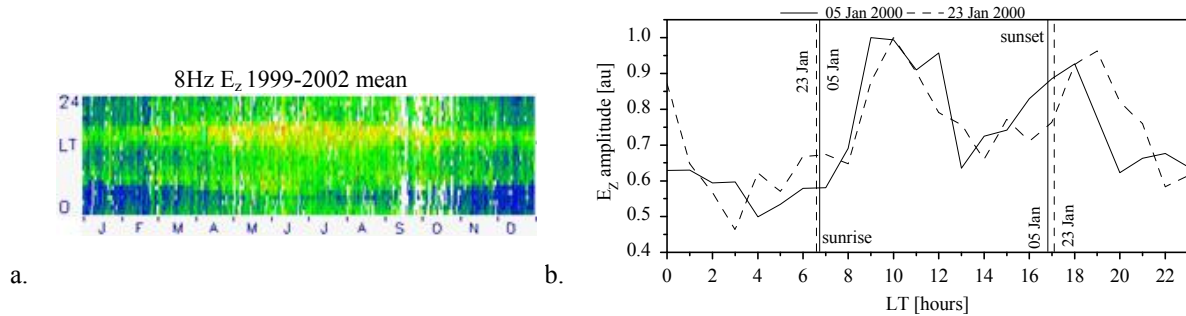 8Hz E_z 1999-2002 mean
24
LT
0
J F M A M J J A S O N D
a.
05 Jan 2000 23 Jan 2000
E_z amplitude [au]
1.0
0.9
0.8
0.7
0.6
0.5
0.4
23 Jan
05 Jan
sunrise
sunset
05 Jan
23 Jan
0 2 4 6 8 10 12 14 16 18 20 22
LT [hours]
b.